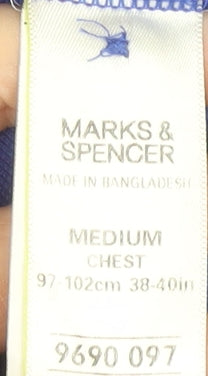 MARKS &
SPENCER
MADE IN BANGLADESH
MEDIUM
CHEST
97-102cm 38-40in
9690 097